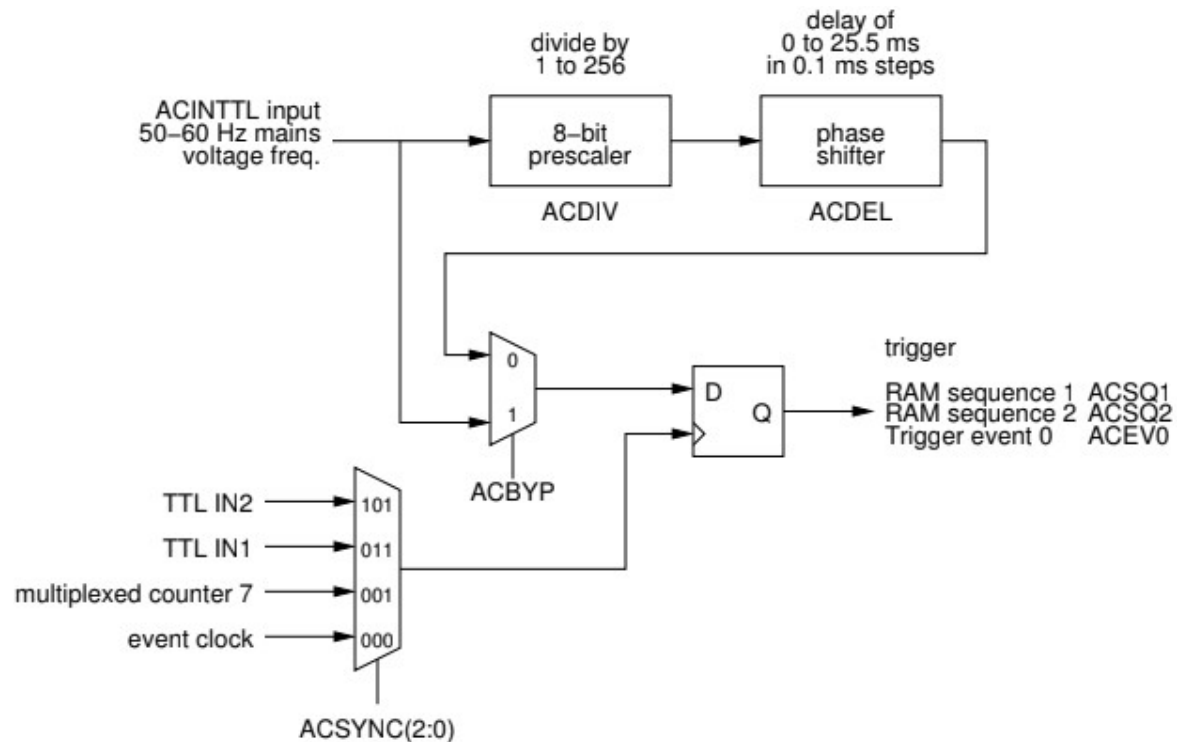 delay of
0 to 25.5 ms
in 0.1 ms steps
divide by
1 to 256
ACINTTL input
50–60 Hz mains
voltage freq.
8–bit
prescaler
phase
shifter
ACDIV
ACDEL
0
1
ACBYP
D
Q
trigger
RAM sequence 1 ACSQ1
RAM sequence 2 ACSQ2
Trigger event 0 ACEV0
TTL IN2
101
TTL IN1
011
multiplexed counter 7
001
event clock
000
ACSYNC(2:0)